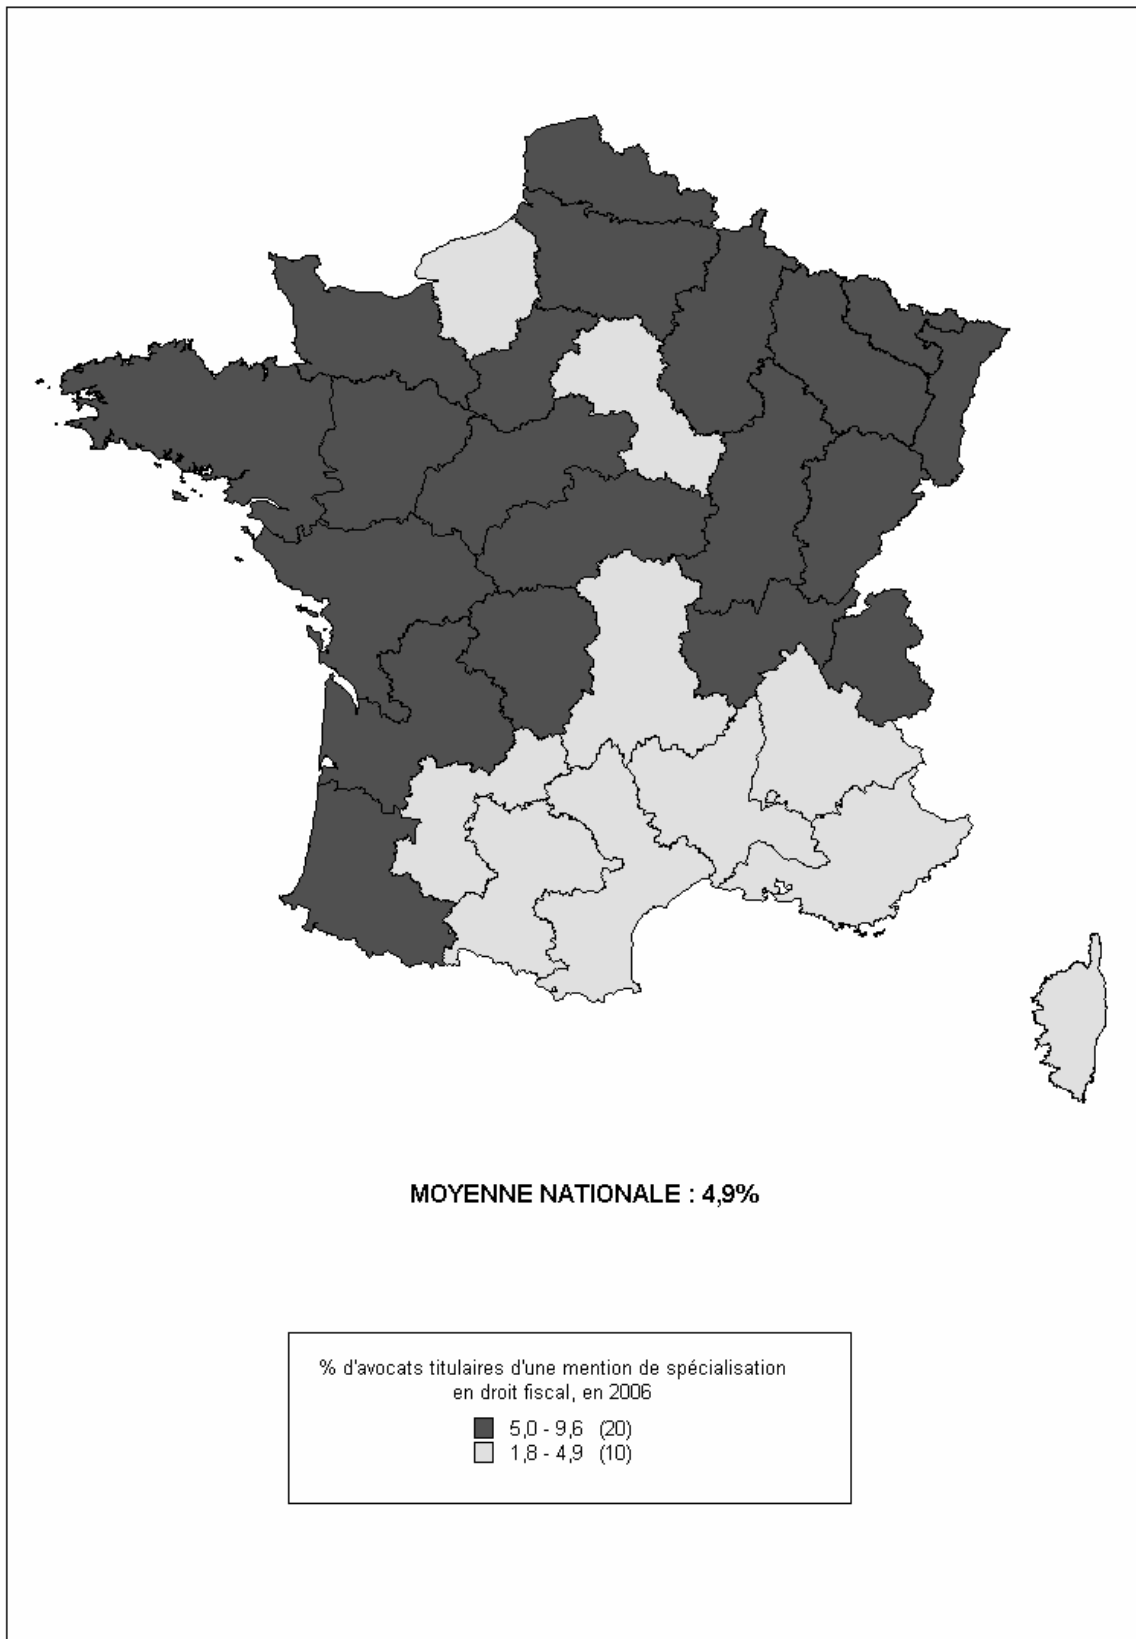 MOYENNE NATIONALE : 4,9%
% d'avocats titulaires d'une mention de spécialisation
en droit fiscal, en 2006
5,0 - 9,6 (20)
1,8 - 4,9 (10)